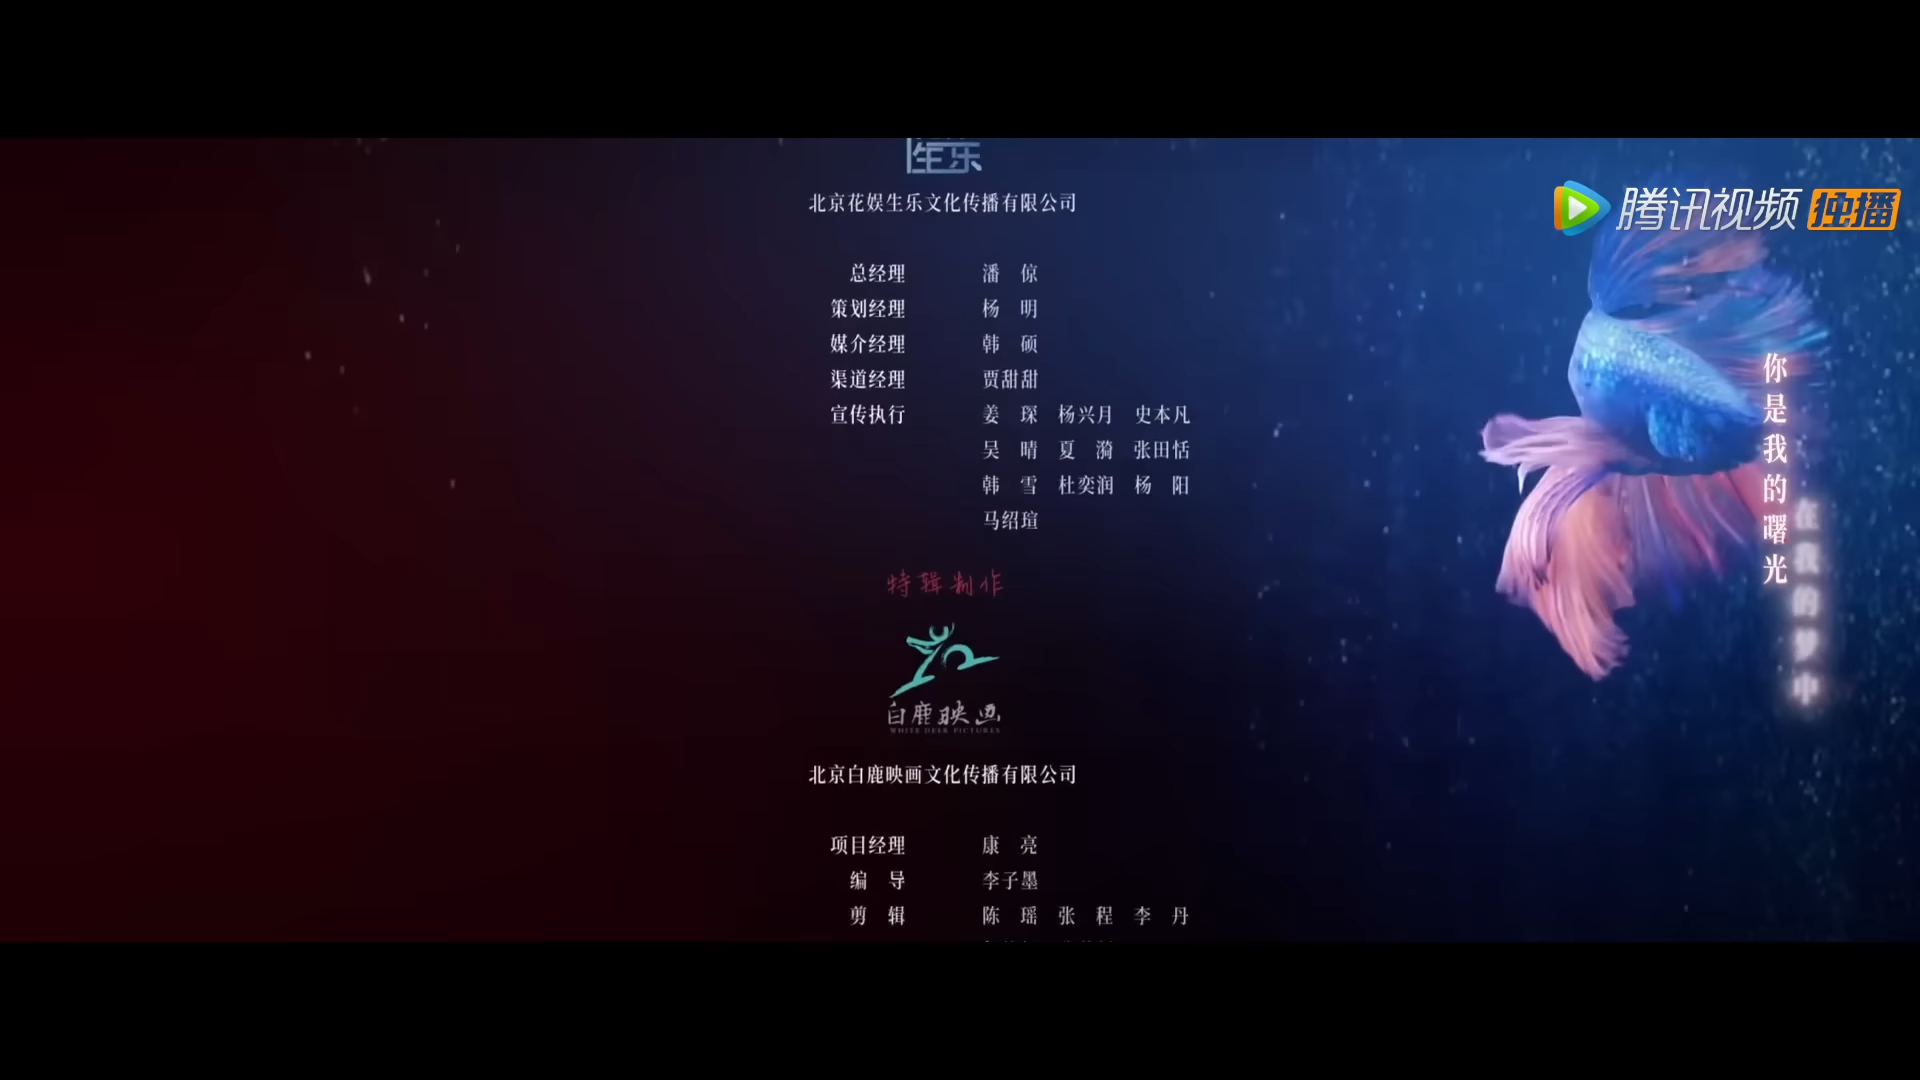 生乐
北京花娱生乐文化传播有限公司
腾讯视频 独播
总经理 潘 倞
策划经理 杨 明
媒介经理 韩 硕
渠道经理 贾甜甜
宣传执行 姜 琛 杨兴月 史本凡
吴 晴 夏 漪 张田恬
韩 雪 杜奕润 杨 阳
马绍瑄
特辑制作
白鹿映画
WHITE DEER PICTURES
北京白鹿映画文化传播有限公司
项目经理 康 亮
编 导 李子墨
剪 辑 陈 瑶 张 程 李 丹
你是我的曙光
在我的梦中